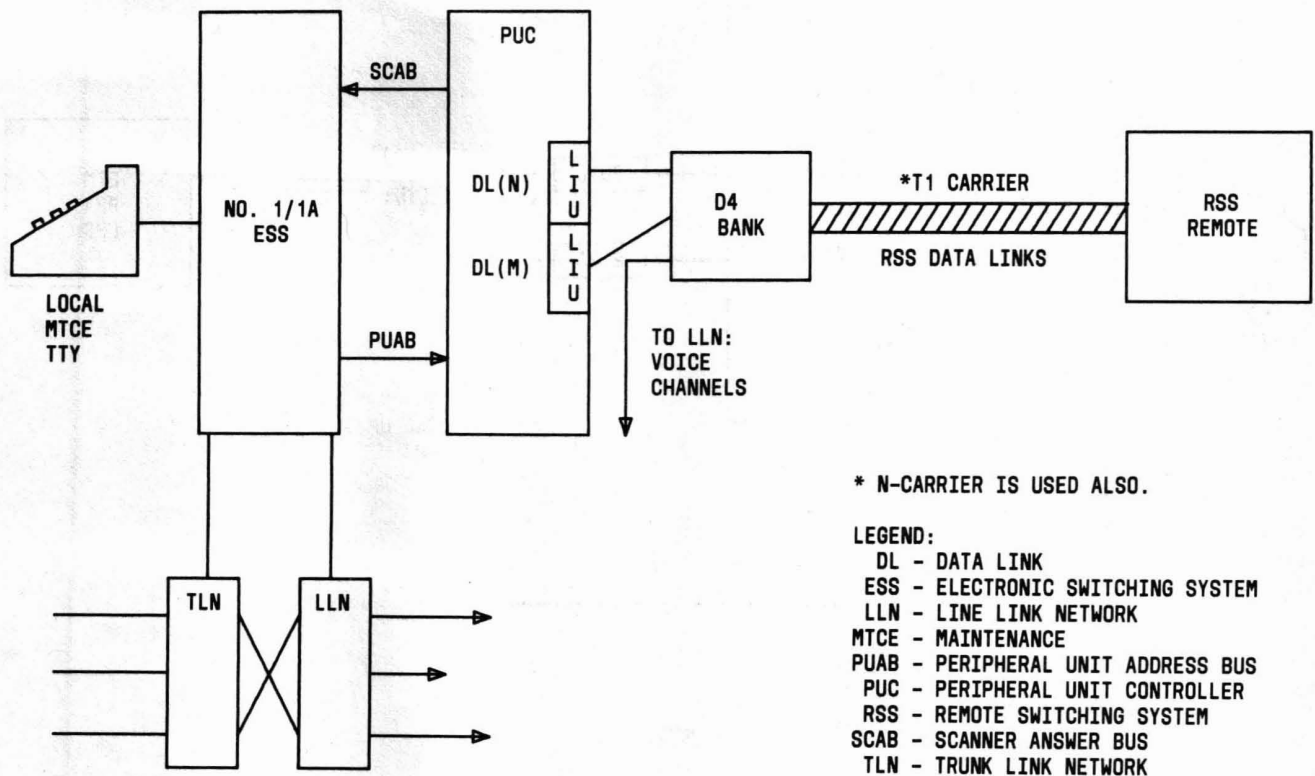 PUC
SCAB
NO. 1/1A
ESS
LOCAL
MTCE
TTY
PUAB
DL(N)
LIU
DL(M)
LIU
D4
BANK
*T1 CARRIER
RSS DATA LINKS
RSS
REMOTE
TO LLN:
VOICE
CHANNELS
TLN
LLN
* N-CARRIER IS USED ALSO.
LEGEND:
DL - DATA LINK
ESS - ELECTRONIC SWITCHING SYSTEM
LLN - LINE LINK NETWORK
MTCE - MAINTENANCE
PUAB - PERIPHERAL UNIT ADDRESS BUS
PUC - PERIPHERAL UNIT CONTROLLER
RSS - REMOTE SWITCHING SYSTEM
SCAB - SCANNER ANSWER BUS
TLN - TRUNK LINK NETWORK